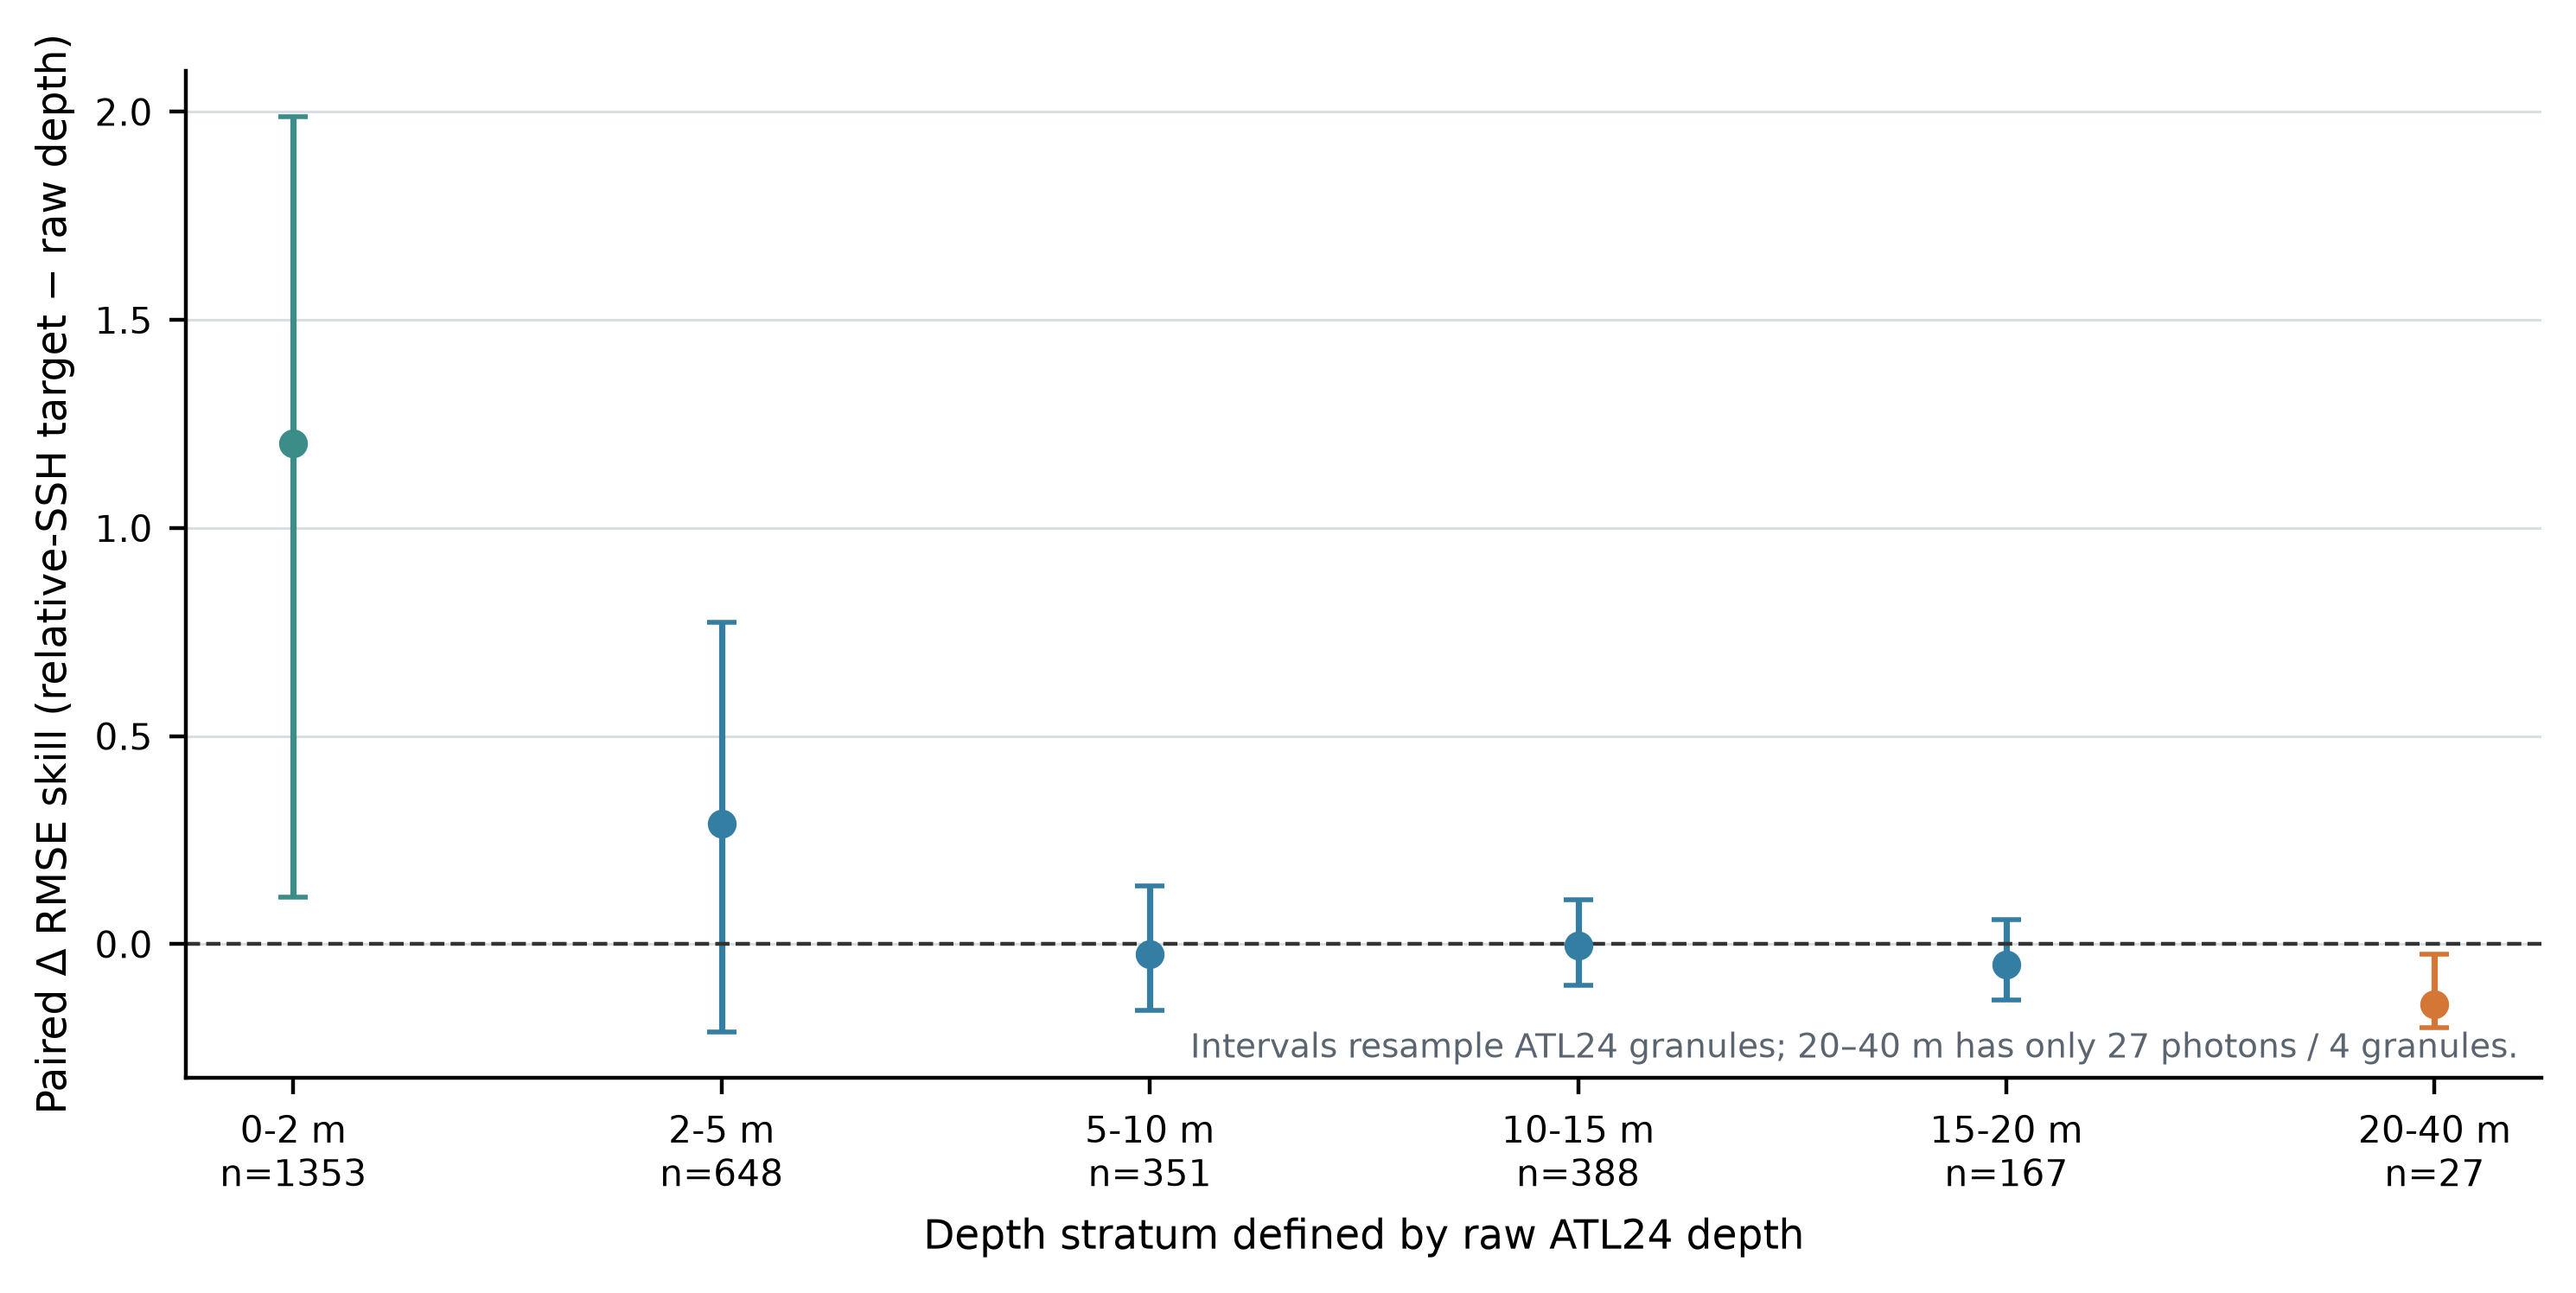 Paired Δ RMSE skill (relative-SSH target − raw depth)
2.0
1.5
1.0
0.5
0.0
Intervals resample ATL24 granules; 20–40 m has only 27 photons / 4 granules.
0-2 m
n=1353
2-5 m
n=648
5-10 m
n=351
10-15 m
n=388
15-20 m
n=167
20-40 m
n=27
Depth stratum defined by raw ATL24 depth